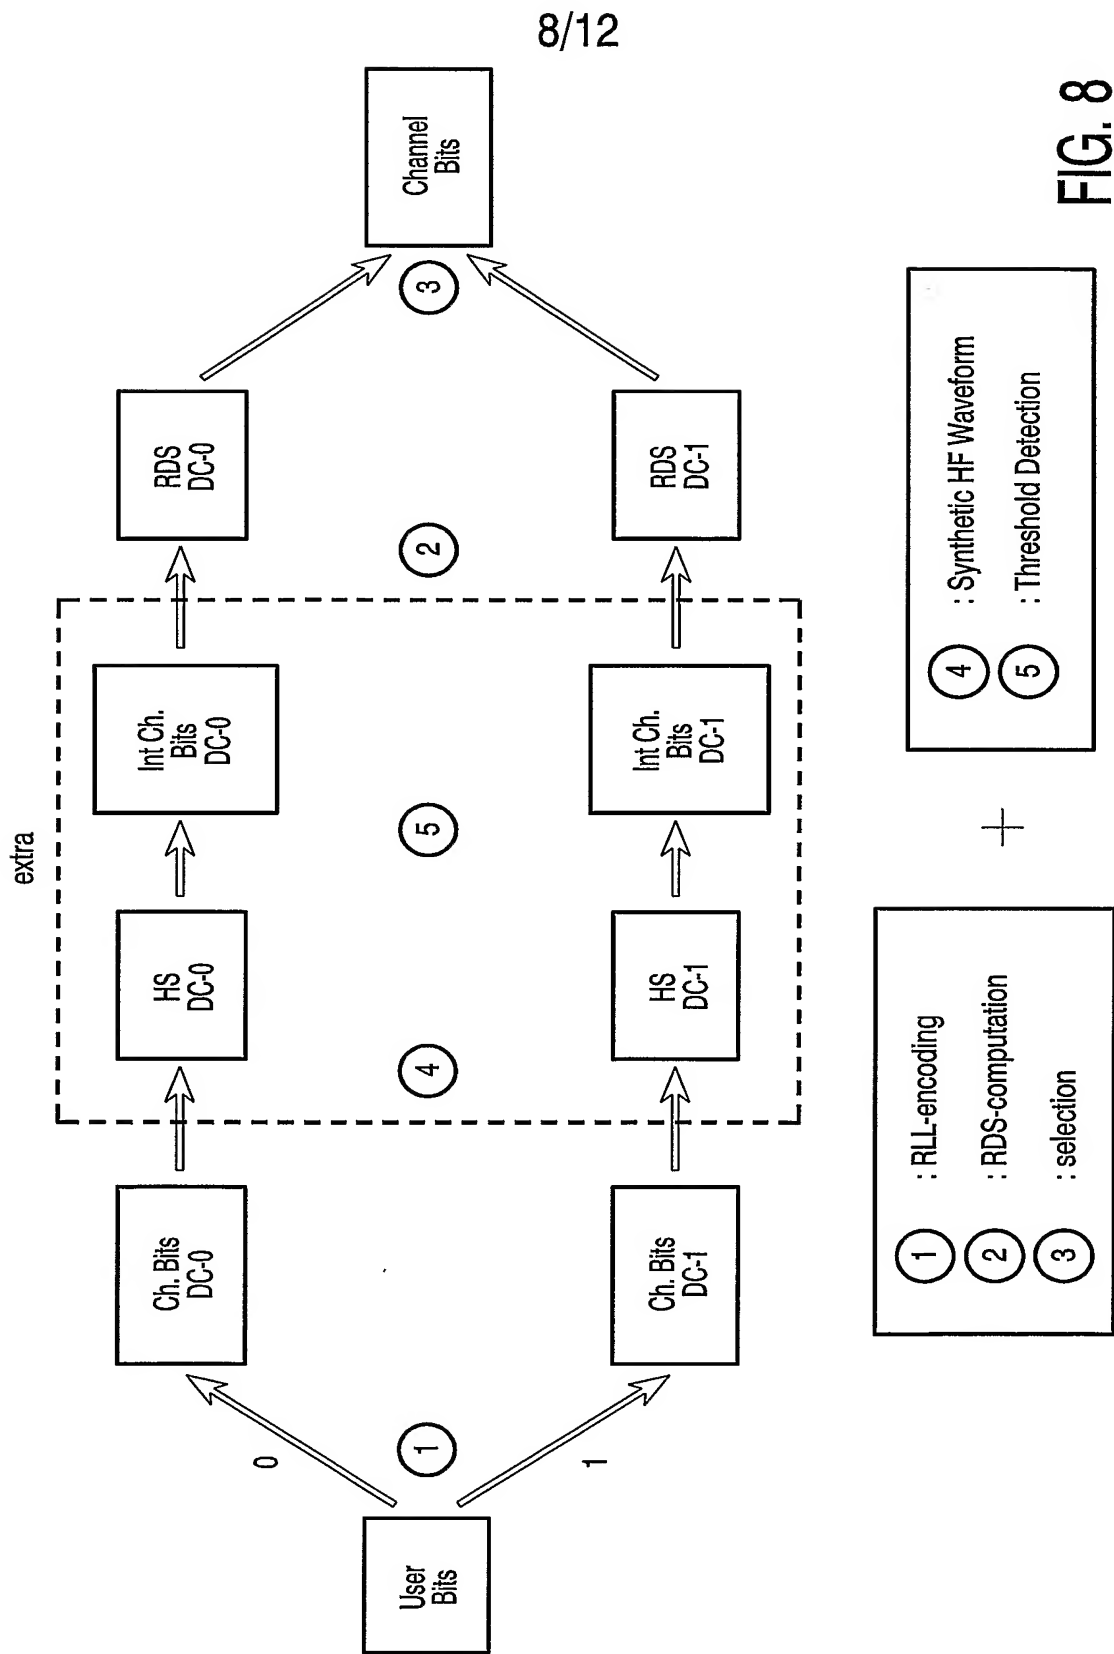 8/12
extra
User
Bits
0
1
1
Ch. Bits
DC-0
Ch. Bits
DC-1
4
HS
DC-0
HS
DC-1
5
Int Ch.
Bits
DC-0
Int Ch.
Bits
DC-1
2
RDS
DC-0
RDS
DC-1
3
Channel
Bits
1 : RLL-encoding
2 : RDS-computation
3 : selection
+
4 : Synthetic HF Waveform
5 : Threshold Detection
FIG. 8